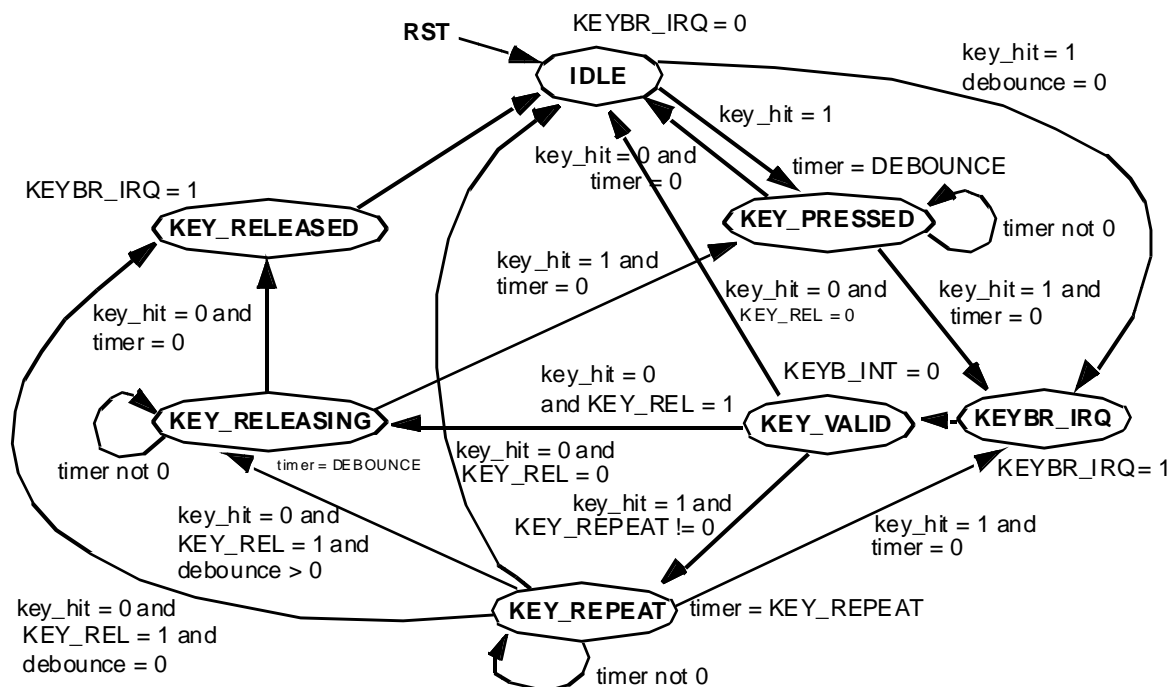 KEYBR_IRQ = 0
RST
IDLE
key_hit = 1
debounce = 0
key_hit = 1
key_hit = 0 and
timer = 0
timer = DEBOUNCE
KEYBR_IRQ = 1
KEY_RELEASED
KEY_PRESSED
timer not 0
key_hit = 1 and
timer = 0
key_hit = 0 and
KEY_REL = 0
key_hit = 1 and
timer = 0
key_hit = 0 and
timer = 0
key_hit = 0
and KEY_REL = 1
KEYB_INT = 0
KEY_RELEASING
KEY_VALID
KEYBR_IRQ
timer not 0
timer = DEBOUNCE
key_hit = 0 and
KEY_REL = 0
KEYBR_IRQ = 1
key_hit = 0 and
KEY_REL = 1 and
debounce > 0
key_hit = 1 and
KEY_REPEAT != 0
key_hit = 1 and
timer = 0
key_hit = 0 and
KEY_REL = 1 and
debounce = 0
KEY_REPEAT
timer = KEY_REPEAT
timer not 0